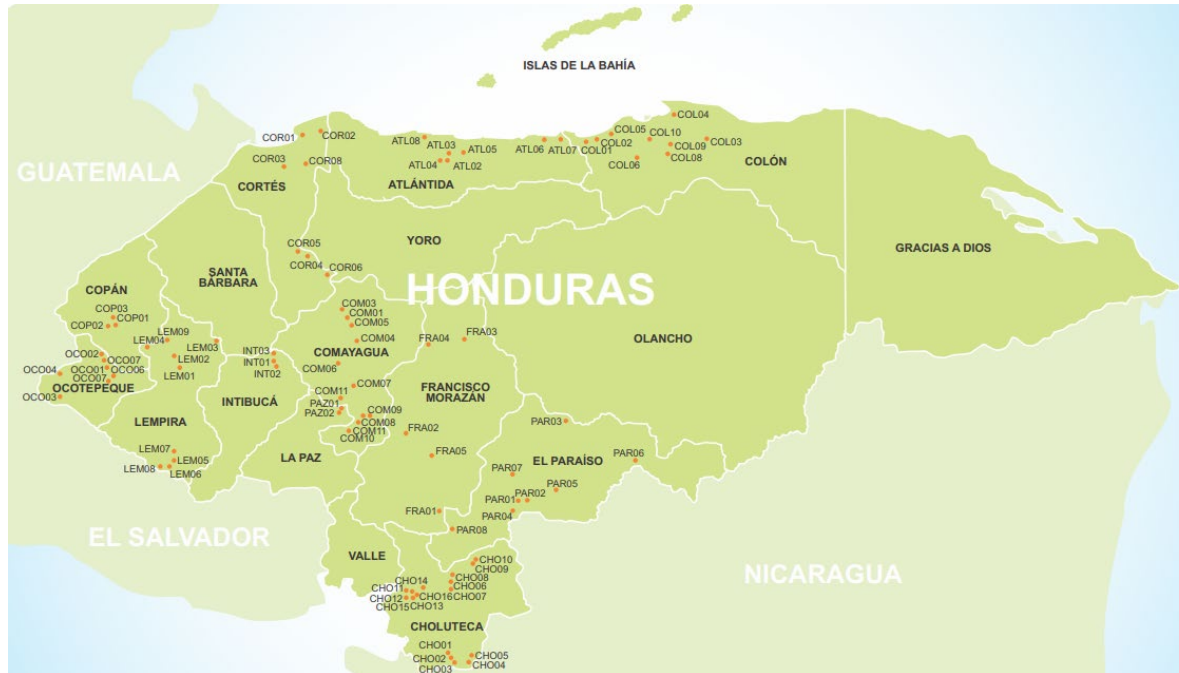 ISLAS DE LA BAHÍA
COL04
COR01
COR02
ATL08
ATL03
ATL05
ATL04
ATL02
ATL06
ATL07
COL01
COL05
COL02
COL10
COL09
COL03
COL08
COL06
COLÓN
COR03
COR08
GUATEMALA
CORTÉS
ATLÁNTIDA
YORO
GRACIAS A DIOS
COR05
COR04
COR06
SANTA
BÁRBARA
HONDURAS
COPÁN
COP03
COP01
COP02
COM03
COM01
COM05
COM04
COMAYAGUA
COM06
FRA03
FRA04
OLANCHO
LEM09
LEM04
LEM03
LEM02
LEM01
INT03
INT01
INT02
OCO02
OCO07
OCO04
OCO01
OCO06
OCO07
OCOTEPEQUE
OCO03
COM07
FRANCISCO
MORAZÁN
INTIBUCÁ
COM11
PAZ01
PAZ02
COM09
COM08
COM11
COM10
LEMPIRA
FRA02
PAR03
LEM07
LEM05
LEM08
LEM06
LA PAZ
FRA05
EL PARAÍSO
PAR06
PAR07
PAR05
PAR02
PAR01
PAR04
FRA01
PAR08
EL SALVADOR
VALLE
CHO10
CHO09
CHO08
CHO06
CHO07
CHO14
CHO11
CHO12
CHO16
CHO15
CHO13
NICARAGUA
CHOLUTECA
CHO01
CHO02
CHO03
CHO05
CHO04